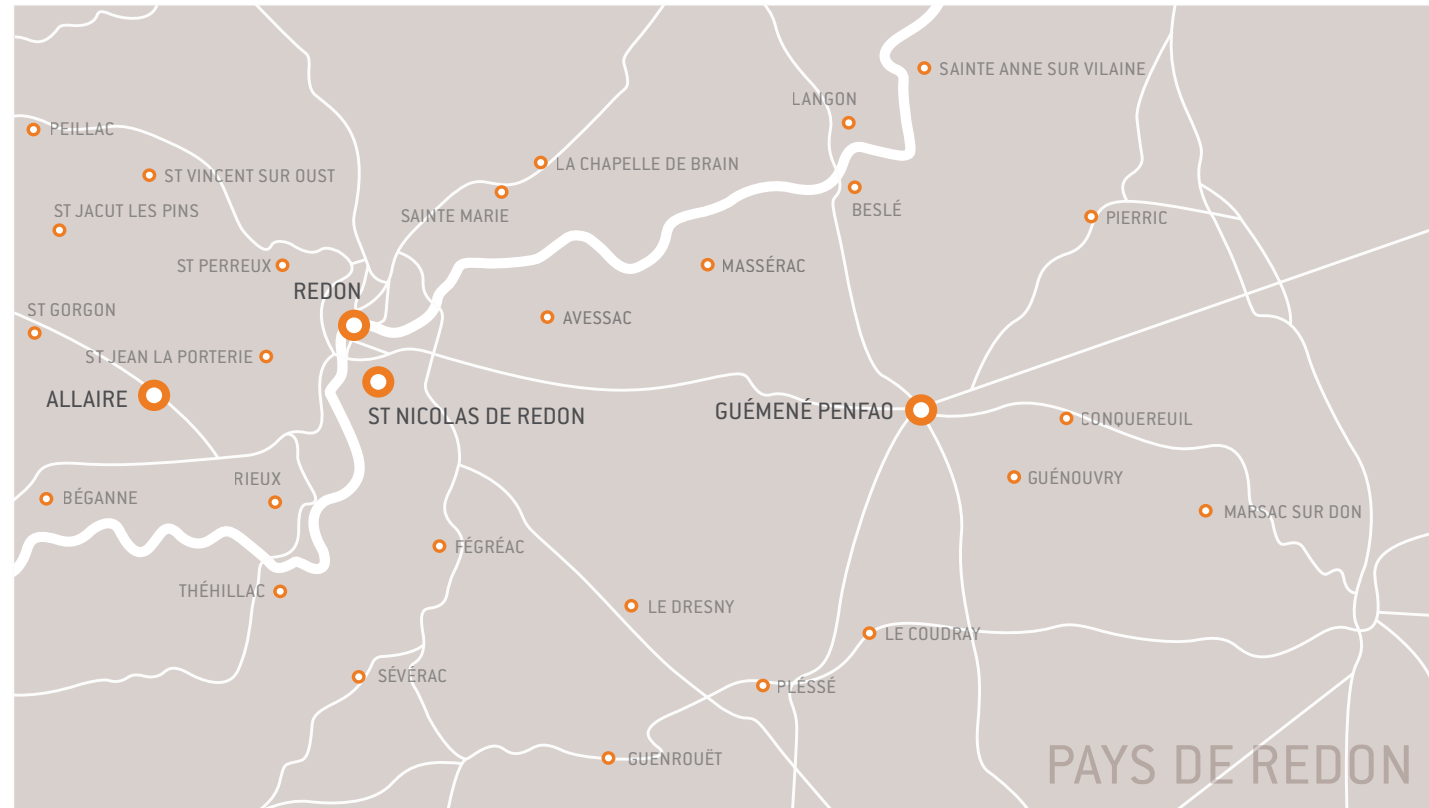 SAINTE ANNE SUR VILAINE
LANGON
PEILLAC
LA CHAPELLE DE BRAIN
ST VINCENT SUR OUST
ST JACUT LES PINS
SAINTE MARIE
BESLÉ
PIERRIC
ST PERREUX
MASSÉRAC
REDON
ST GORGON
AVESSAC
ST JEAN LA PORTERIE
ALLAIRE
ST NICOLAS DE REDON
GUÉMENÉ PENFAO
CONQUEREUIL
RIEUX
GUÉNOUVRY
BÉGANNE
MARSAC SUR DON
FÉGRÉAC
THÉHILLAC
LE DRESNY
LE COUDRAY
SÉVÉRAC
PLÉSSÉ
GUENROUËT
PAYS DE REDON